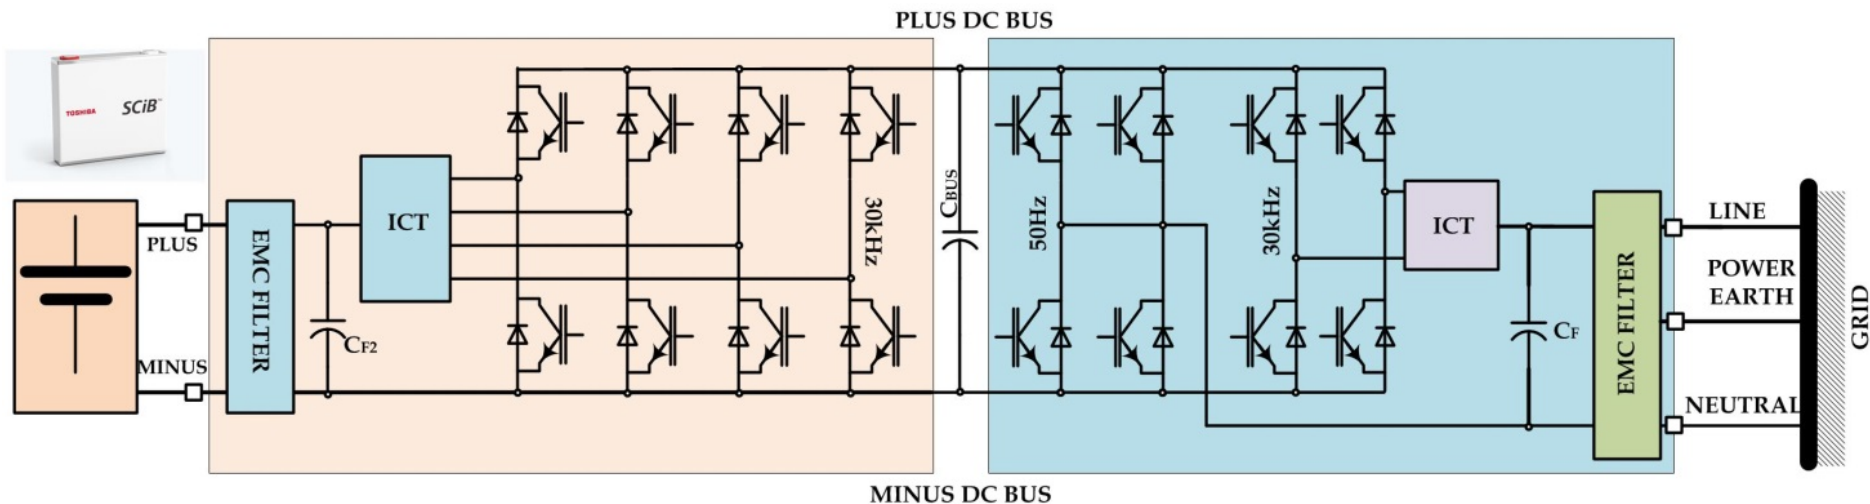 PLUS DC BUS
TOSHIBA
SCiB™
PLUS
MINUS
EMC FILTER
CF2
ICT
30kHz
CBUS
50Hz
30kHz
ICT
CF
EMC FILTER
LINE
POWER
EARTH
NEUTRAL
GRID
MINUS DC BUS